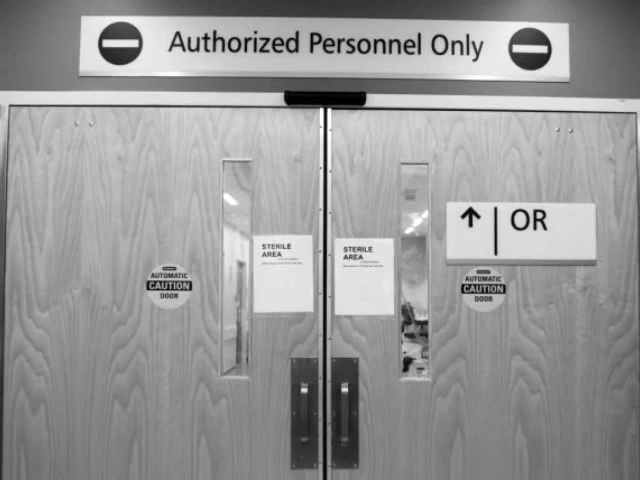 Authorized Personnel Only
STERILE
AREA
STERILE
AREA
↑ | OR
AUTOMATIC
CAUTION
DOOR
AUTOMATIC
CAUTION
DOOR